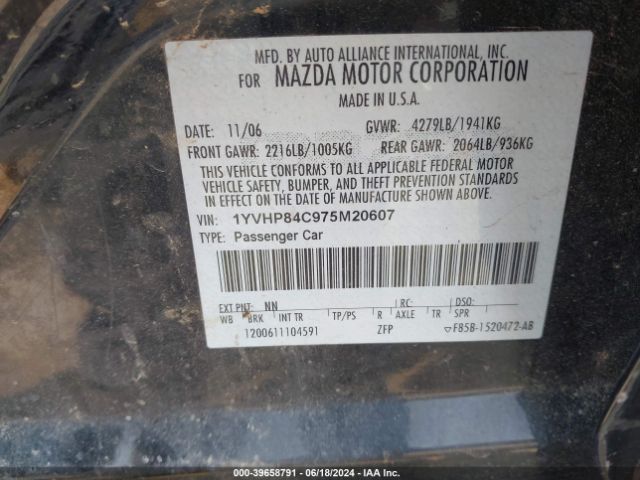 MFD. BY AUTO ALLIANCE INTERNATIONAL, INC.
FOR MAZDA MOTOR CORPORATION
MADE IN U.S.A.
DATE: 11/06 GVWR: 4279LB/1941KG
FRONT GAWR: 2216LB/1005KG REAR GAWR: 2064LB/936KG
THIS VEHICLE CONFORMS TO ALL APPLICABLE FEDERAL MOTOR
VEHICLE SAFETY, BUMPER, AND THEFT PREVENTION STANDARDS
IN EFFECT ON THE DATE OF MANUFACTURE SHOWN ABOVE.
VIN: 1YVHP84C975M20607
TYPE: Passenger Car
EXT PNT: NN RC: DSO:
WB BRK INT TR TP/PS R AXLE TR SPR
1200611104591 ZFP ▽F85B-1520472-AB
000-39658791 - 06/18/2024 - IAA Inc.